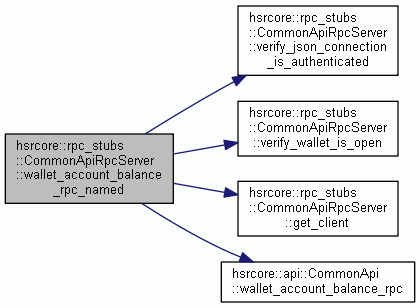 hsrcore::rpc_stubs
::CommonApiRpcServer
::wallet_account_balance
_rpc_named
hsrcore::rpc_stubs
::CommonApiRpcServer
::verify_json_connection
_is_authenticated
hsrcore::rpc_stubs
::CommonApiRpcServer
::verify_wallet_is_open
hsrcore::rpc_stubs
::CommonApiRpcServer
::get_client
hsrcore::api::CommonApi
::wallet_account_balance_rpc